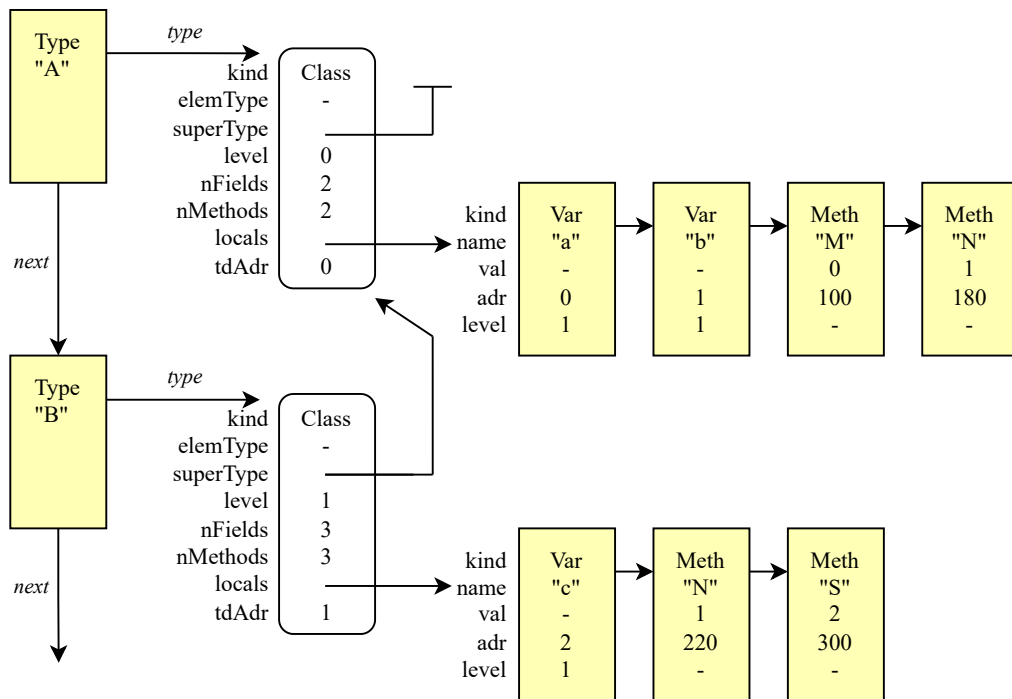 Type
"A"
type
kind Class
elemType -
superType
level 0
nFields 2
nMethods 2
locals
tdAdr 0
next
kind Var Var Meth Meth
name "a" "b" "M" "N"
val - - 0 1
adr 0 1 100 180
level 1 1 - -
Type
"B"
type
kind Class
elemType -
superType
level 1
nFields 3
nMethods 3
locals
tdAdr 1
next
kind Var Meth Meth
name "c" "N" "S"
val - 1 2
adr 2 220 300
level 1 - -